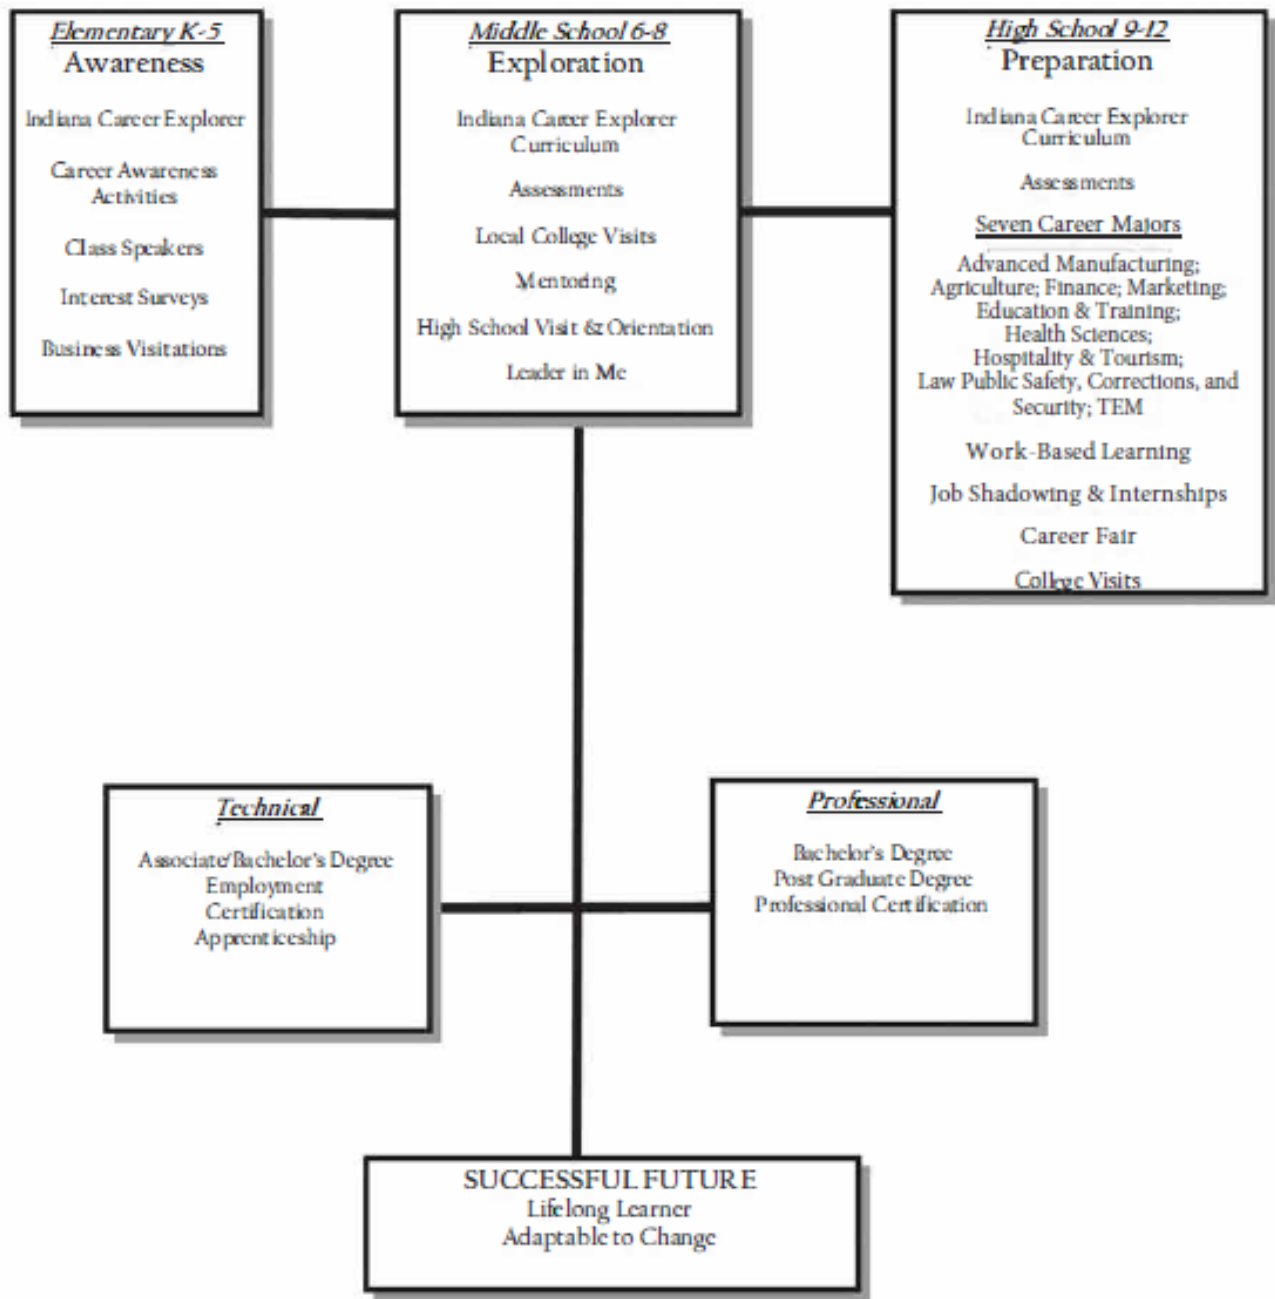 Elementary K-5
Awareness
Indiana Career Explorer
Career Awareness
Activities
Class Speakers
Interest Surveys
Business Visitations
Middle School 6-8
Exploration
Indiana Career Explorer
Curriculum
Assessments
Local College Visits
Mentoring
High School Visit & Orientation
Leader in Me
High School 9-12
Preparation
Indiana Career Explorer
Curriculum
Assessments
Seven Career Majors
Advanced Manufacturing;
Agriculture; Finance; Marketing;
Education & Training;
Health Sciences;
Hospitality & Tourism;
Law Public Safety, Corrections, and
Security; TEM
Work-Based Learning
Job Shadowing & Internships
Career Fair
College Visits
Technical
Associate/Bachelor's Degree
Employment
Certification
Apprenticeship
Professional
Bachelor's Degree
Post Graduate Degree
Professional Certification
SUCCESSFUL FUTURE
Lifelong Learner
Adaptable to Change